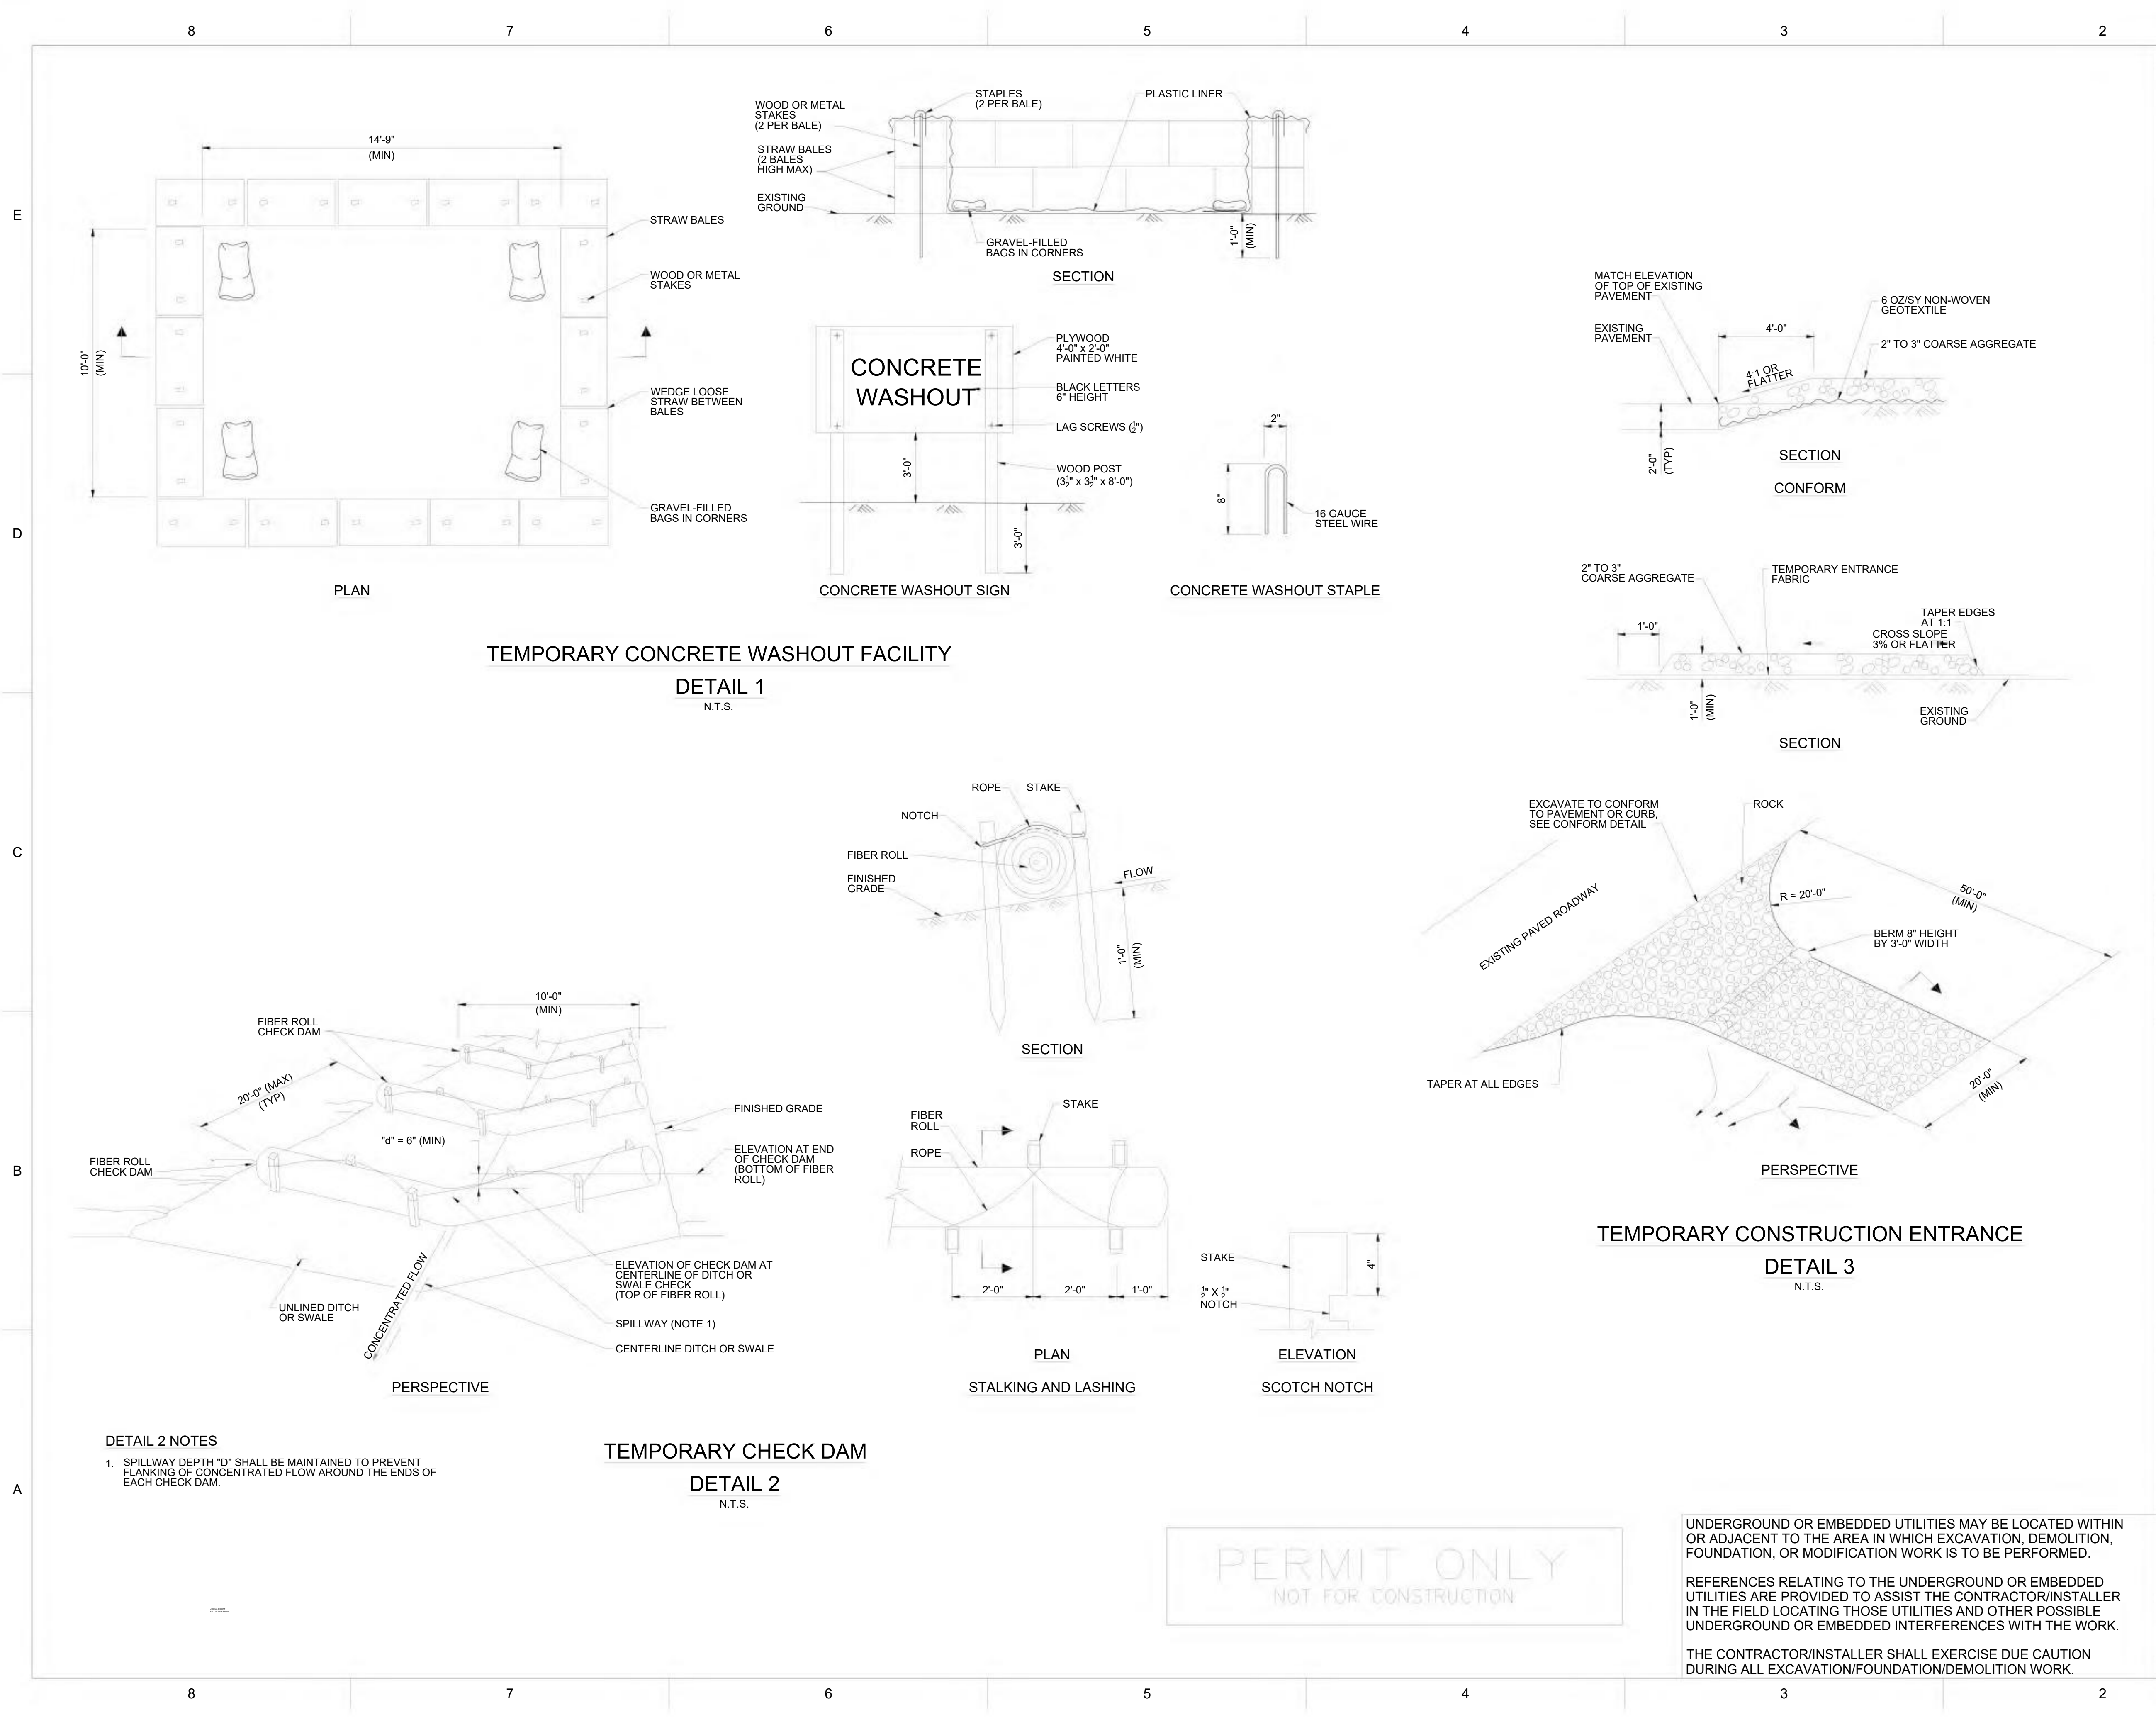 8 7 6 5 4 3 2
E
D
C
B
A
14'-9"
(MIN)
10'-0"
(MIN)
STRAW BALES
WOOD OR METAL
STAKES
WEDGE LOOSE
STRAW BETWEEN
BALES
GRAVEL-FILLED
BAGS IN CORNERS
PLAN
WOOD OR METAL
STAKES
(2 PER BALE)
STRAW BALES
(2 BALES
HIGH MAX)
EXISTING
GROUND
STAPLES
(2 PER BALE)
PLASTIC LINER
GRAVEL-FILLED
BAGS IN CORNERS
1'-0"
(MIN)
SECTION
CONCRETE
WASHOUT
PLYWOOD
4'-0" x 2'-0"
PAINTED WHITE
BLACK LETTERS
6" HEIGHT
LAG SCREWS (½")
WOOD POST
(3½" x 3½" x 8'-0")
3'-0"
3'-0"
CONCRETE WASHOUT SIGN
2"
8"
16 GAUGE
STEEL WIRE
CONCRETE WASHOUT STAPLE
TEMPORARY CONCRETE WASHOUT FACILITY
DETAIL 1
N.T.S.
MATCH ELEVATION
OF TOP OF EXISTING
PAVEMENT
EXISTING
PAVEMENT
4'-0"
4:1 OR
FLATTER
6 OZ/SY NON-WOVEN
GEOTEXTILE
2" TO 3" COARSE AGGREGATE
2'-0"
(TYP)
SECTION
CONFORM
2" TO 3"
COARSE AGGREGATE
TEMPORARY ENTRANCE
FABRIC
TAPER EDGES
AT 1:1
CROSS SLOPE
3% OR FLATTER
1'-0"
1'-0"
(MIN)
EXISTING
GROUND
SECTION
EXCAVATE TO CONFORM
TO PAVEMENT OR CURB,
SEE CONFORM DETAIL
ROCK
EXISTING PAVED ROADWAY
R = 20'-0"
50'-0"
(MIN)
BERM 8" HEIGHT
BY 3'-0" WIDTH
TAPER AT ALL EDGES
20'-0"
(MIN)
PERSPECTIVE
TEMPORARY CONSTRUCTION ENTRANCE
DETAIL 3
N.T.S.
ROPE
STAKE
NOTCH
FIBER ROLL
FINISHED
GRADE
FLOW
1'-0"
(MIN)
SECTION
10'-0"
(MIN)
FIBER ROLL
CHECK DAM
20'-0" (MAX)
(TYP)
"d" = 6" (MIN)
FIBER ROLL
CHECK DAM
FINISHED GRADE
ELEVATION AT END
OF CHECK DAM
(BOTTOM OF FIBER
ROLL)
ELEVATION OF CHECK DAM AT
CENTERLINE OF DITCH OR
SWALE CHECK
(TOP OF FIBER ROLL)
UNLINED DITCH
OR SWALE
CONCENTRATED FLOW
SPILLWAY (NOTE 1)
CENTERLINE DITCH OR SWALE
PERSPECTIVE
FIBER
ROLL
ROPE
STAKE
2'-0" 2'-0" 1'-0"
PLAN
STALKING AND LASHING
STAKE
½" X ½"
NOTCH
4"
ELEVATION
SCOTCH NOTCH
DETAIL 2 NOTES
1. SPILLWAY DEPTH "D" SHALL BE MAINTAINED TO PREVENT
FLANKING OF CONCENTRATED FLOW AROUND THE ENDS OF
EACH CHECK DAM.
TEMPORARY CHECK DAM
DETAIL 2
N.T.S.
PERMIT ONLY
NOT FOR CONSTRUCTION
UNDERGROUND OR EMBEDDED UTILITIES MAY BE LOCATED WITHIN
OR ADJACENT TO THE AREA IN WHICH EXCAVATION, DEMOLITION,
FOUNDATION, OR MODIFICATION WORK IS TO BE PERFORMED.
REFERENCES RELATING TO THE UNDERGROUND OR EMBEDDED
UTILITIES ARE PROVIDED TO ASSIST THE CONTRACTOR/INSTALLER
IN THE FIELD LOCATING THOSE UTILITIES AND OTHER POSSIBLE
UNDERGROUND OR EMBEDDED INTERFERENCES WITH THE WORK.
THE CONTRACTOR/INSTALLER SHALL EXERCISE DUE CAUTION
DURING ALL EXCAVATION/FOUNDATION/DEMOLITION WORK.
8 7 6 5 4 3 2